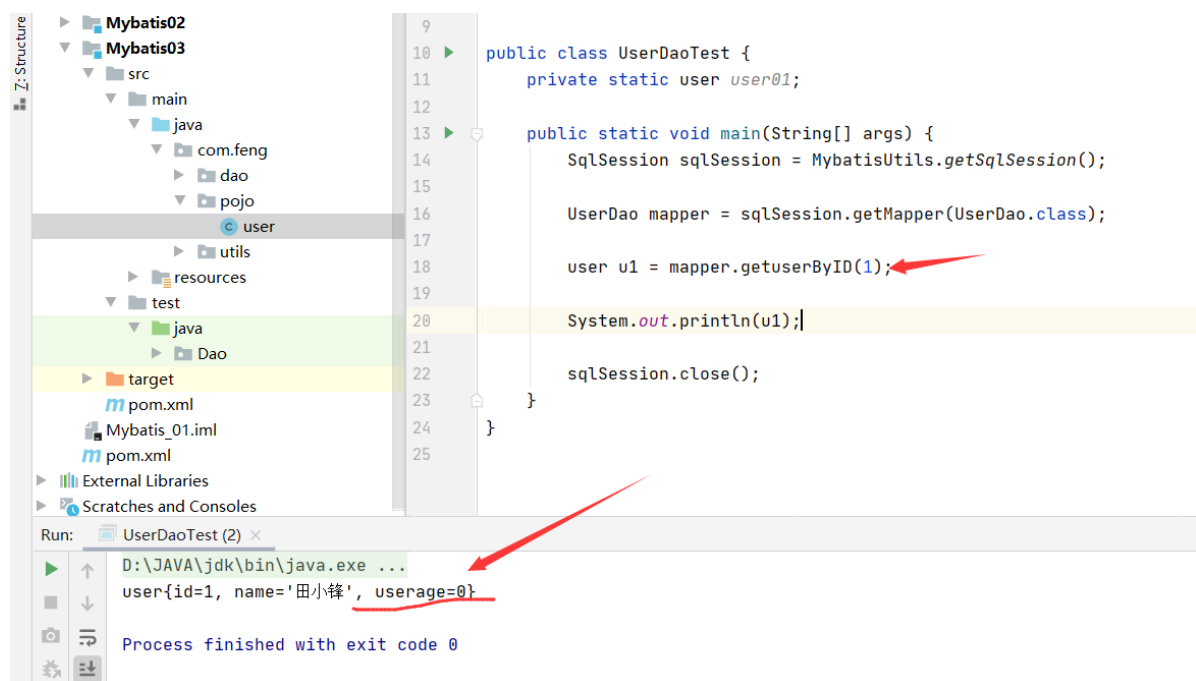 Z: Structure
Mybatis02
Mybatis03
src
main
java
com.feng
dao
pojo
user
utils
resources
test
java
Dao
target
pom.xml
Mybatis_01.iml
pom.xml
External Libraries
Scratches and Consoles
9
10 public class UserDaoTest {
11 private static user user01;
12
13 public static void main(String[] args) {
14 SqlSession sqlSession = MybatisUtils.getSqlSession();
15
16 UserDao mapper = sqlSession.getMapper(UserDao.class);
17
18 user u1 = mapper.getuserByID(1);
19
20 System.out.println(u1);
21
22 sqlSession.close();
23 }
24 }
25
Run: UserDaoTest (2)
D:\JAVA\jdk\bin\java.exe ...
user{id=1, name='田小锋', userage=0}
Process finished with exit code 0